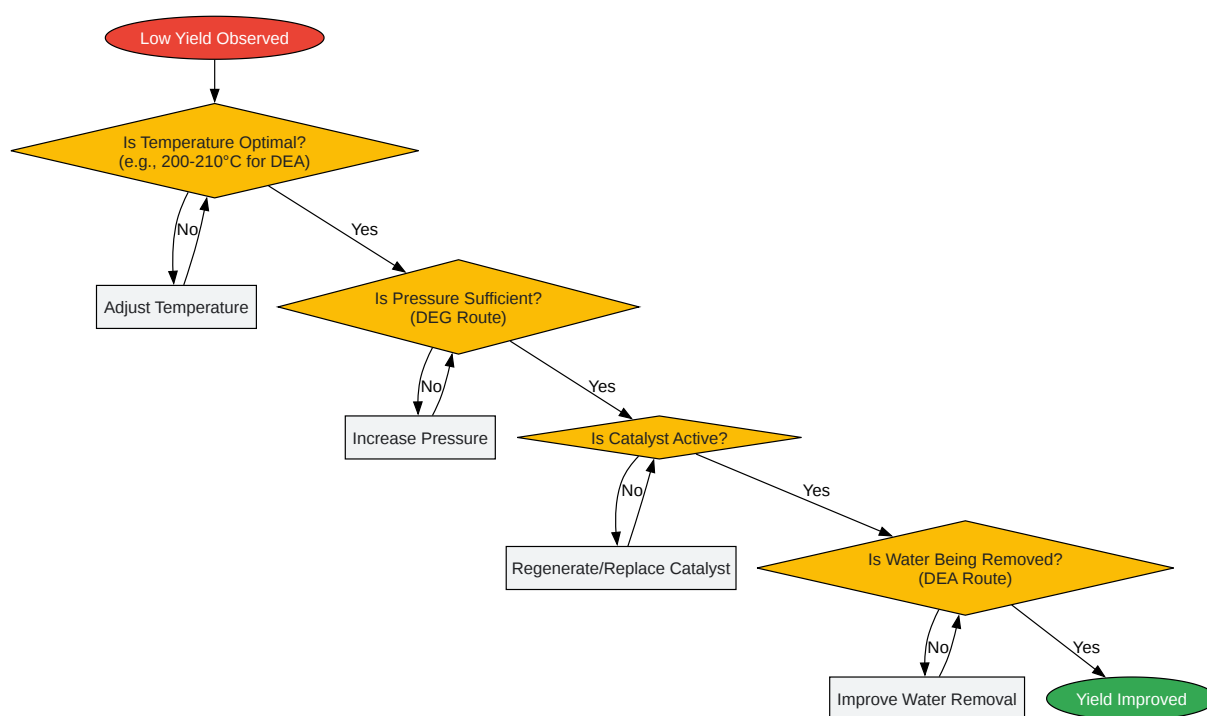 Low Yield Observed
Is Temperature Optimal?
(e.g., 200-210°C for DEA)
No
Yes
Adjust Temperature
Is Pressure Sufficient?
(DEG Route)
No
Yes
Increase Pressure
Is Catalyst Active?
No
Yes
Regenerate/Replace Catalyst
Is Water Being Removed?
(DEA Route)
No
Yes
Improve Water Removal
Yield Improved